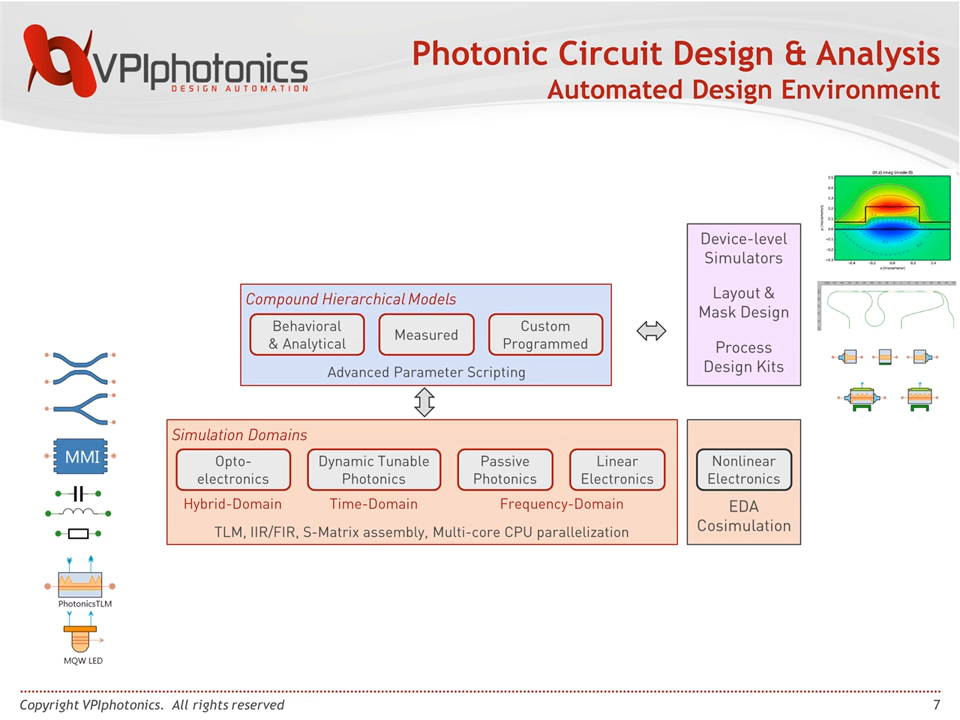 VPIphotonics
DESIGN AUTOMATION
Photonic Circuit Design & Analysis
Automated Design Environment
Device-level
Simulators
Layout &
Mask Design
Process
Design Kits
Compound Hierarchical Models
Behavioral
& Analytical
Measured
Custom
Programmed
Advanced Parameter Scripting
Simulation Domains
Opto-
electronics
Dynamic Tunable
Photonics
Passive
Photonics
Linear
Electronics
Hybrid-Domain
Time-Domain
Frequency-Domain
TLM, IIR/FIR, S-Matrix assembly, Multi-core CPU parallelization
Nonlinear
Electronics
EDA
Cosimulation
MMI
PhotonicsTLM
MQW LED
Copyright VPIphotonics. All rights reserved
7